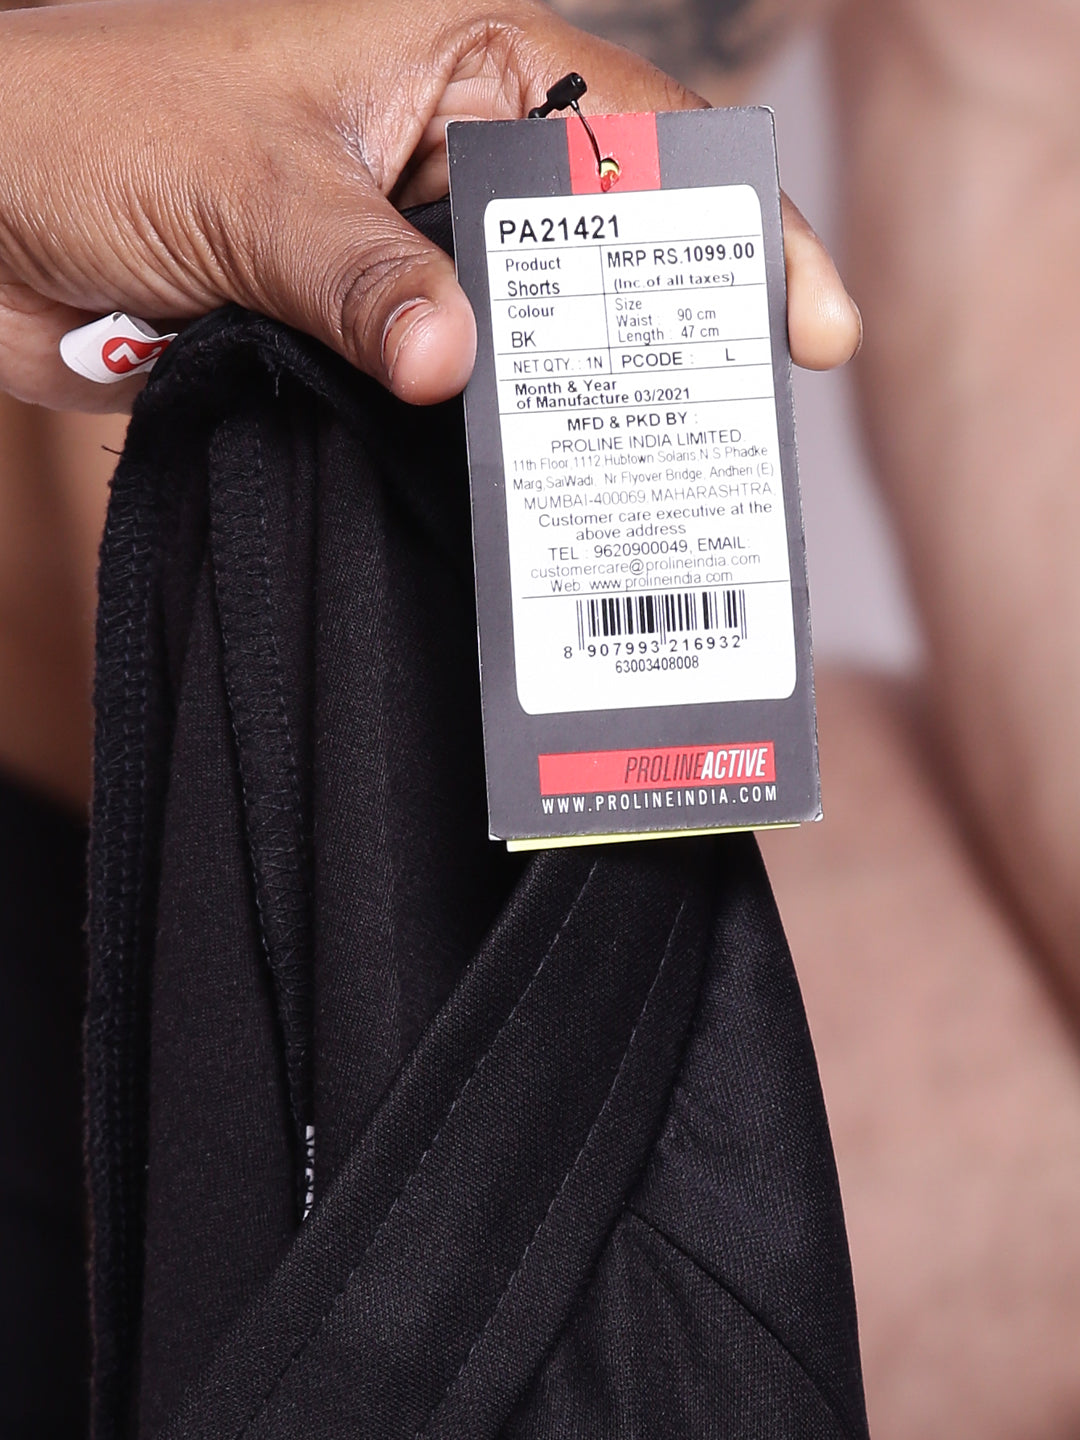 PA21421
Product
Shorts
MRP RS.1099.00
(Inc.of all taxes)
Colour
BK
Size
Waist : 90 cm
Length : 47 cm
NET QTY. : 1N
PCODE : L
Month & Year
of Manufacture 03/2021
MFD & PKD BY :
PROLINE INDIA LIMITED.
11th Floor,1112,Hubtown Solaris,N.S.Phadke
Marg,SaiWadi, Nr Flyover Bridge, Andheri (E)
MUMBAI-400069,MAHARASHTRA,
Customer care executive at the
above address
TEL : 9620900049, EMAIL:
customercare@prolineindia.com
Web: www.prolineindia.com
8 907993 216932
63003408008
PROLINEACTIVE
WWW.PROLINEINDIA.COM